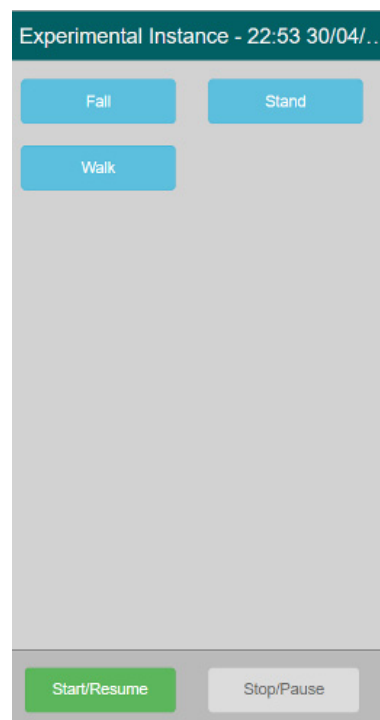 Experimental Instance - 22:53 30/04/...
Fall Stand
Walk
Start/Resume Stop/Pause